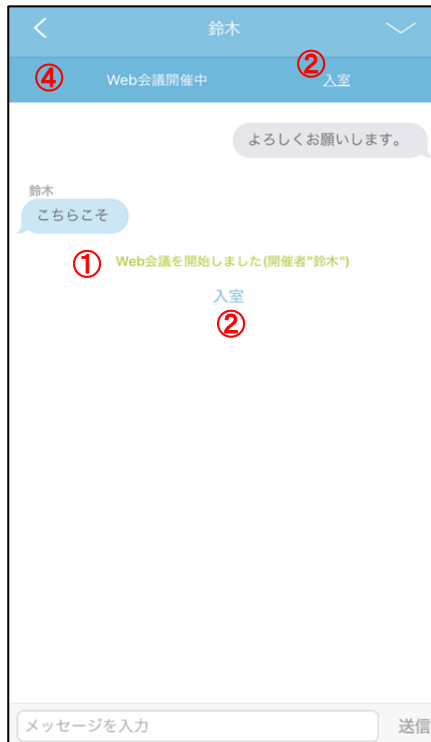 鈴木
④ Web会議開催中 ② 入室
よろしくお願いします。
鈴木
こちらこそ
① Web会議を開始しました(開催者"鈴木")
入室
②
メッセージを入力 送信